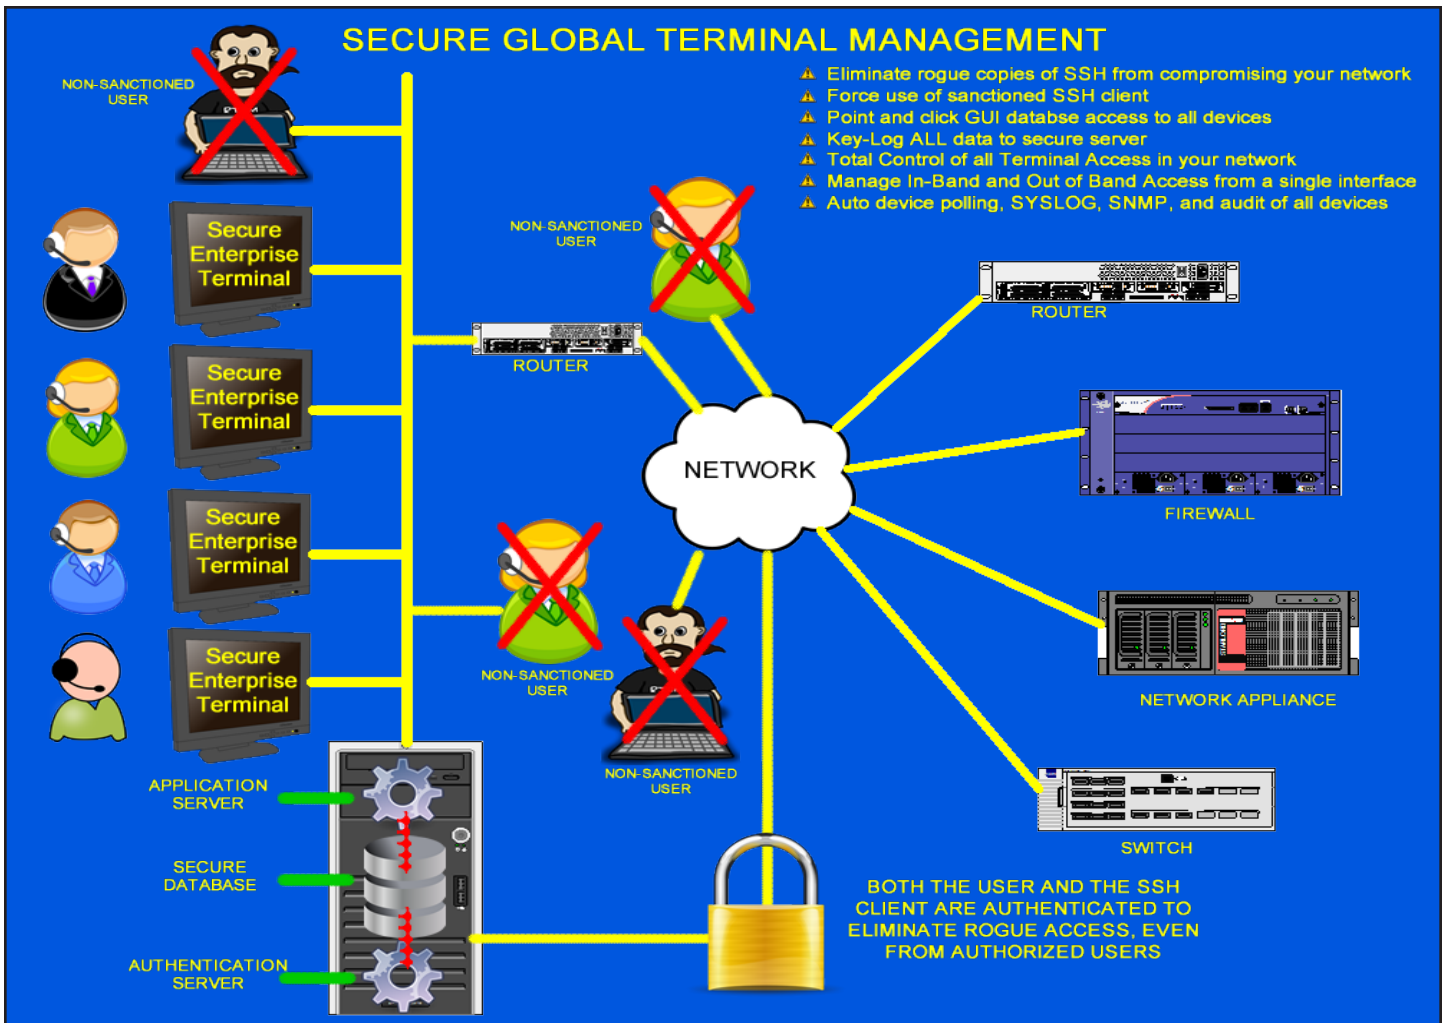 SECURE GLOBAL TERMINAL MANAGEMENT
Eliminate rogue copies of SSH from compromising your network
Force use of sanctioned SSH client
Point and click GUI databse access to all devices
Key-Log ALL data to secure server
Total Control of all Terminal Access in your network
Manage In-Band and Out of Band Access from a single interface
Auto device polling, SYSLOG, SNMP, and audit of all devices
NON-SANCTIONED
USER
Secure
Enterprise
Terminal
Secure
Enterprise
Terminal
Secure
Enterprise
Terminal
Secure
Enterprise
Terminal
NON-SANCTIONED
USER
ROUTER
ROUTER
NETWORK
FIREWALL
NON-SANCTIONED
USER
NON-SANCTIONED
USER
NETWORK APPLIANCE
SWITCH
APPLICATION
SERVER
SECURE
DATABASE
AUTHENTICATION
SERVER
BOTH THE USER AND THE SSH
CLIENT ARE AUTHENTICATED TO
ELIMINATE ROGUE ACCESS, EVEN
FROM AUTHORIZED USERS